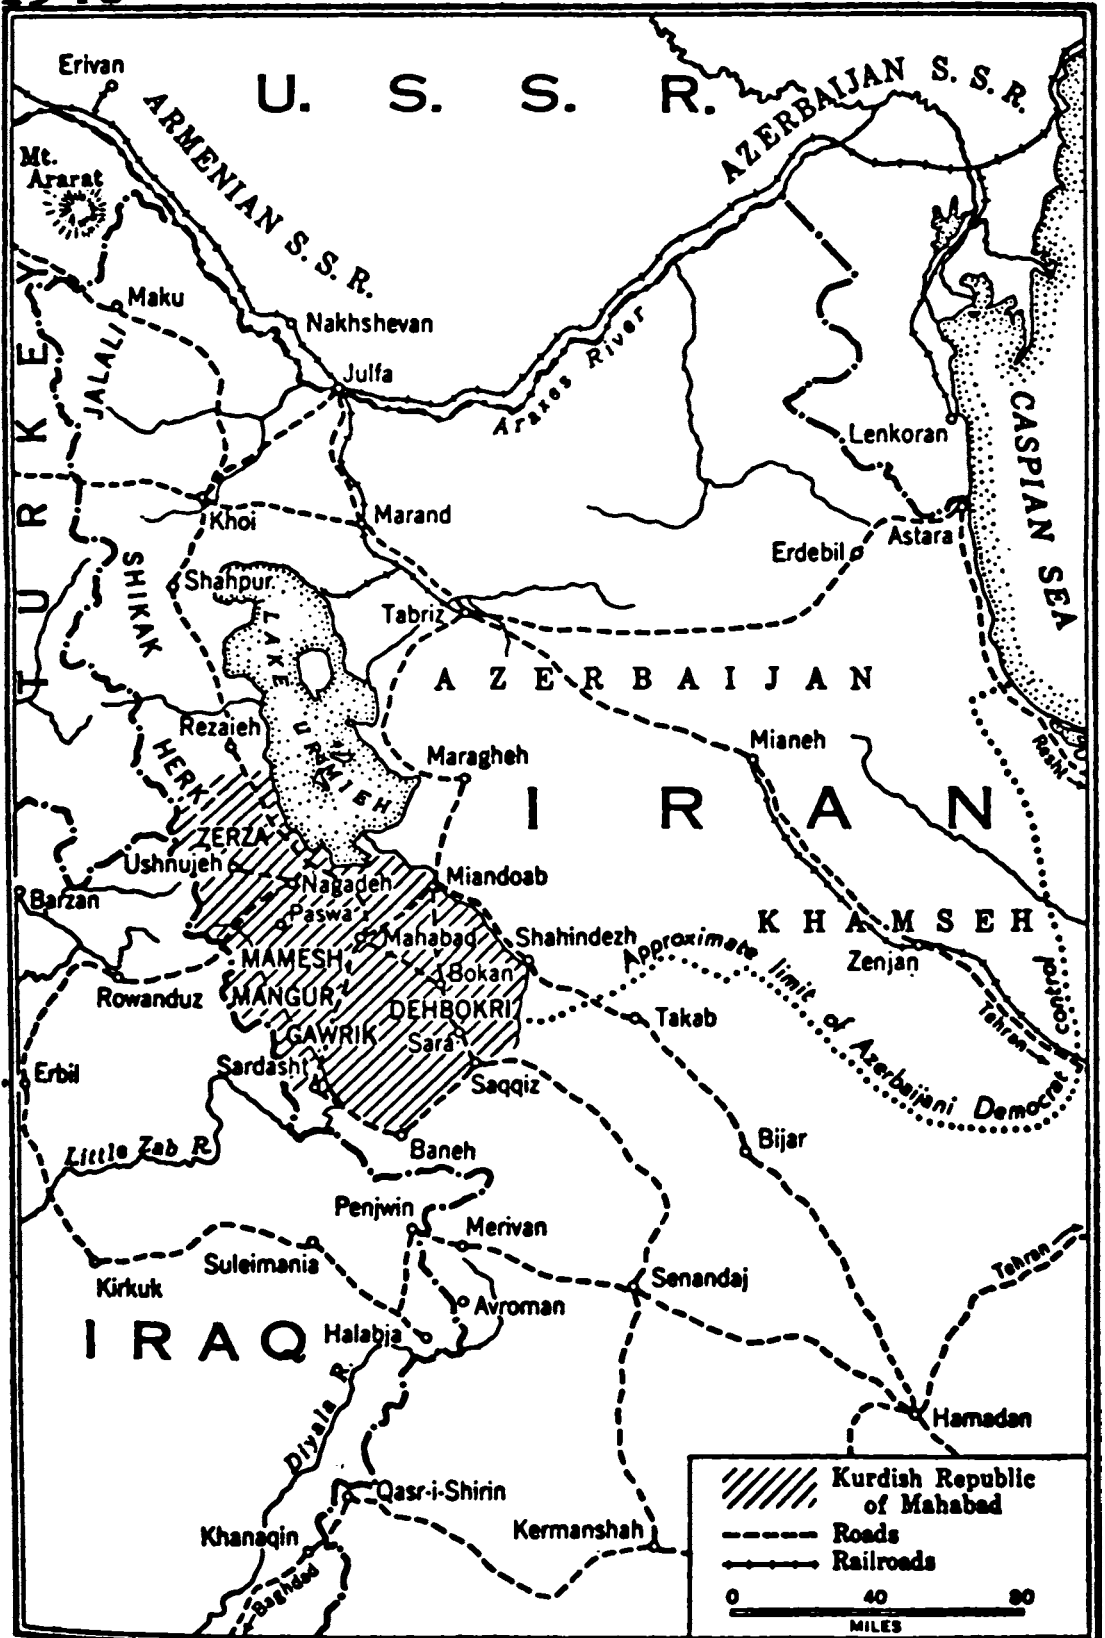 Erivan
U. S. S. R.
ARMENIAN S. S. R.
AZERBAIJAN S. S. R.
Mt.
Ararat
TURKEY
Maku
JALALI
Nakhshevan
Julfa
Araxes River
Lenkoran
CASPIAN SEA
Khoi
Marand
Astara
Erdebil
SHIKAK
Shahpur
LAKE URMIEH
Tabriz
AZERBAIJAN
Rezaieh
HERK
Maragheh
Mianeh
Resht
IRAN
ZERZA
Ushnujeh
Nagadeh
Miandoab
Barzan
Paswa
Mahabad
Shahindezh
KHAMSEH
Zenjan
MAMESH
Bokan
Approximate limit of Azerbaijani Democrat control
Rowanduz
MANGUR
DEHBOKRI
Takab
Tehran
GAWRIK
Sara
Erbil
Sardasht
Saqqiz
Little Zab R.
Baneh
Bijar
Penjwin
Merivan
Suleimania
Kirkuk
Senandaj
Tehran
Avroman
IRAQ
Halabja
Diyala R.
Hamadan
Qasr-i-Shirin
Khanaqin
Kermanshah
Baghdad
Kurdish Republic
of Mahabad
Roads
Railroads
0 40 80
MILES